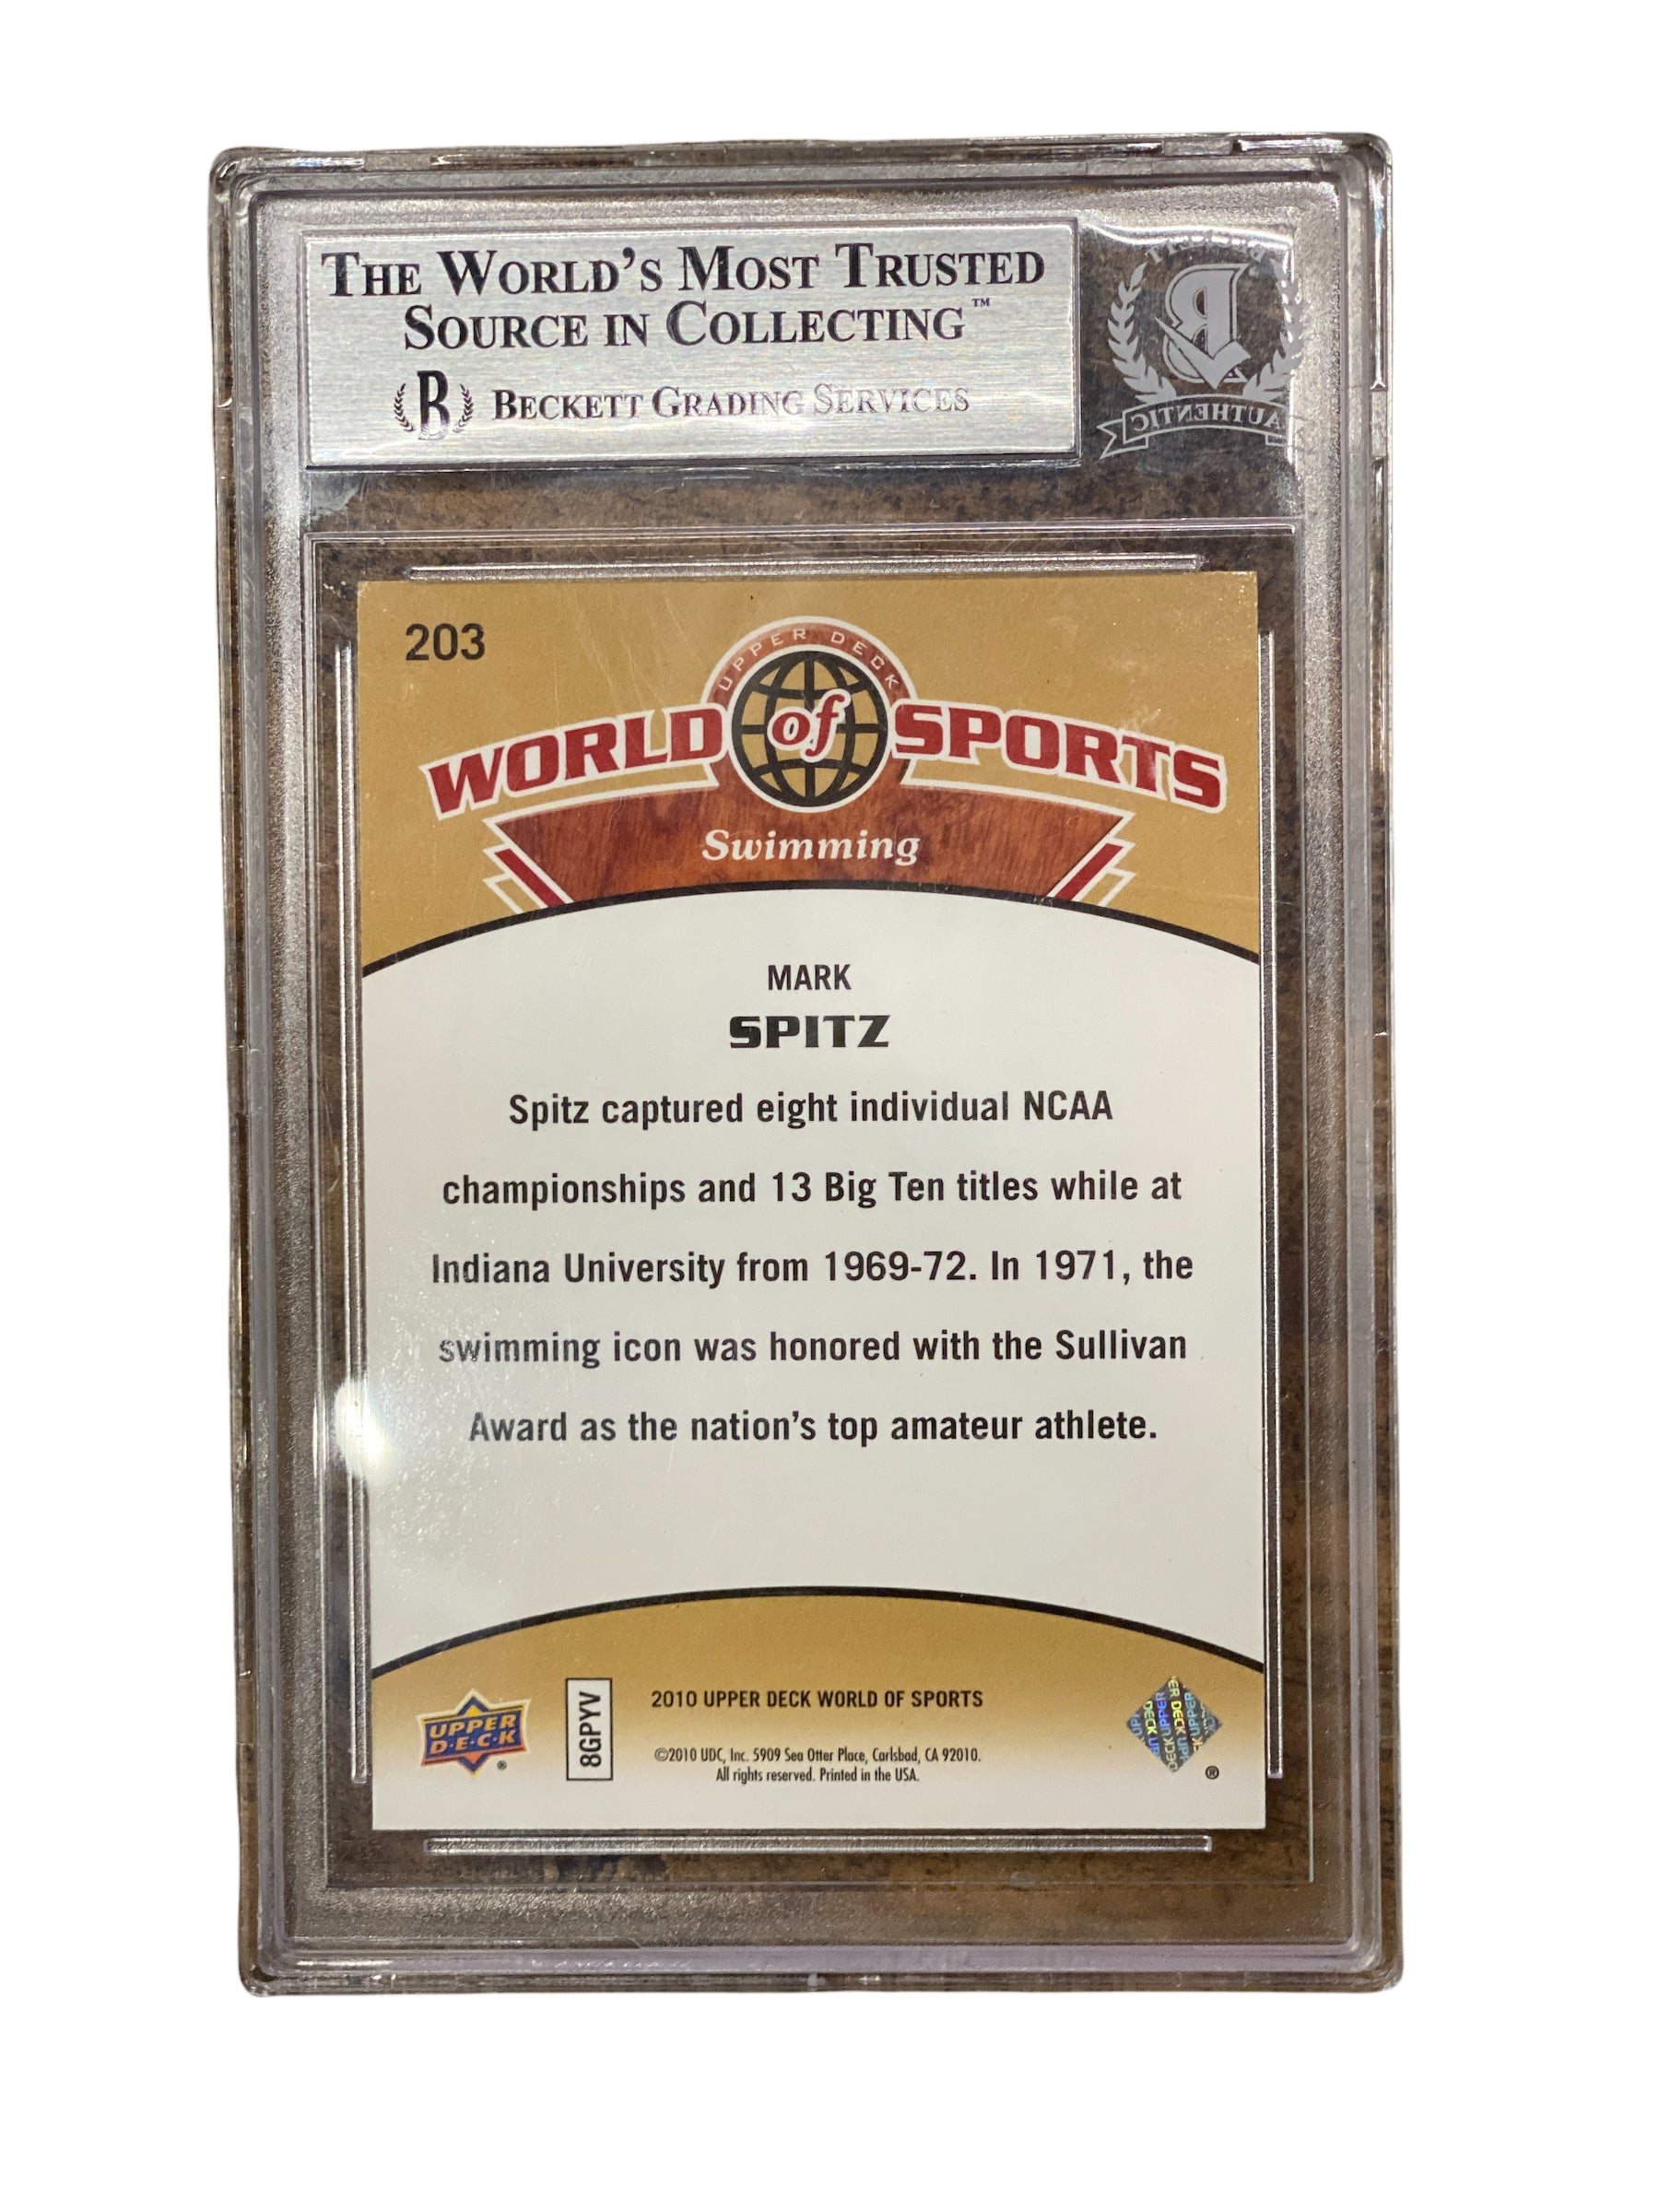 THE WORLD'S MOST TRUSTED
SOURCE IN COLLECTING™
B BECKETT GRADING SERVICES
B
AUTHENTIC
203
UPPER DECK
WORLD of SPORTS
Swimming
MARK
SPITZ
Spitz captured eight individual NCAA
championships and 13 Big Ten titles while at
Indiana University from 1969-72. In 1971, the
swimming icon was honored with the Sullivan
Award as the nation's top amateur athlete.
UPPER
D·E·C·K
®
8GPYV
2010 UPPER DECK WORLD OF SPORTS
©2010 UDC, Inc. 5909 Sea Otter Place, Carlsbad, CA 92010.
All rights reserved. Printed in the USA.
®